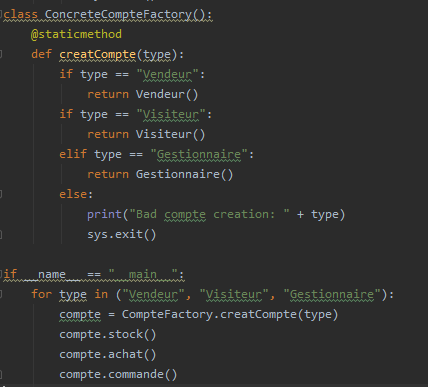 class ConcreteCompteFactory():
@staticmethod
def creatCompte(type):
if type == "Vendeur":
return Vendeur()
if type == "Visiteur":
return Visiteur()
elif type == "Gestionnaire":
return Gestionnaire()
else:
print("Bad compte creation: " + type)
sys.exit()
if __name__ == "__main__":
for type in ("Vendeur", "Visiteur", "Gestionnaire"):
compte = CompteFactory.creatCompte(type)
compte.stock()
compte.achat()
compte.commande()